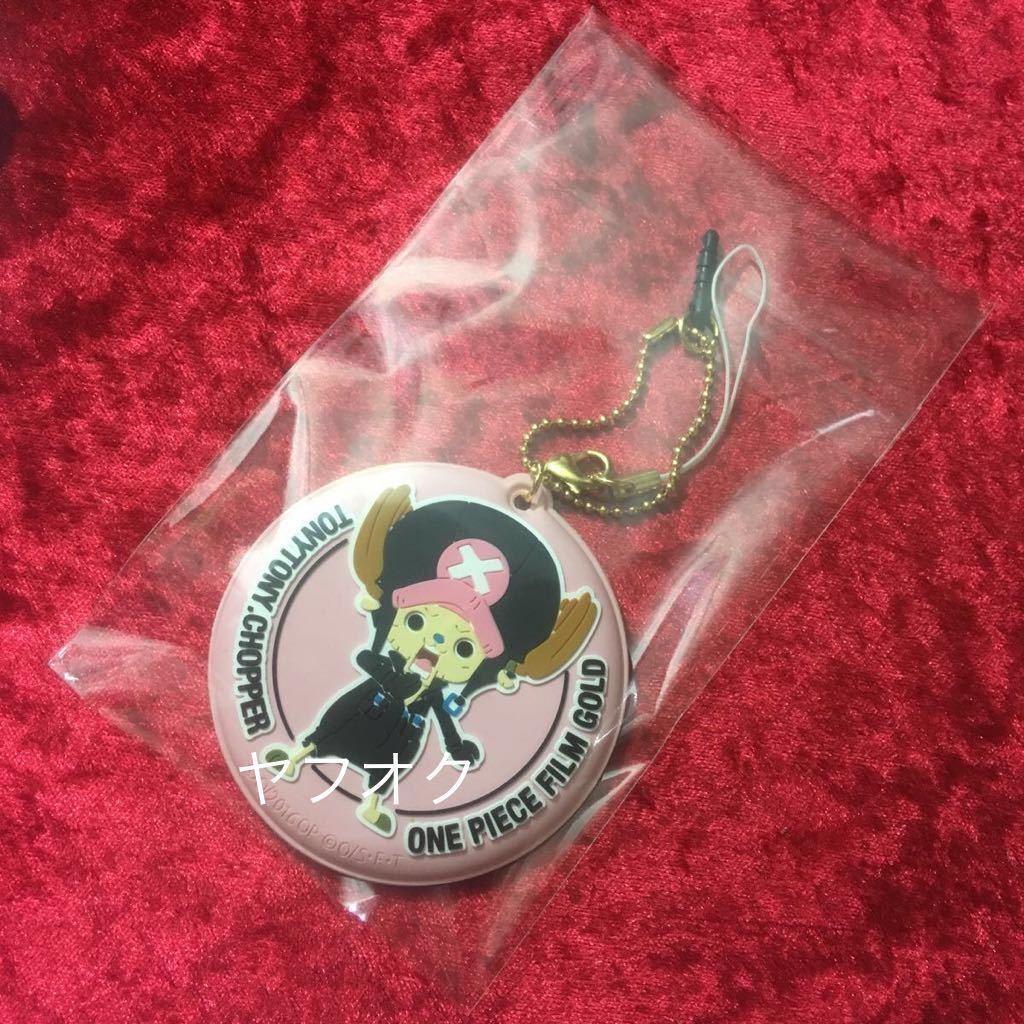 TONYTONY.CHOPPER
ONE PIECE FILM GOLD
ヤフオク
©O/S・F・T